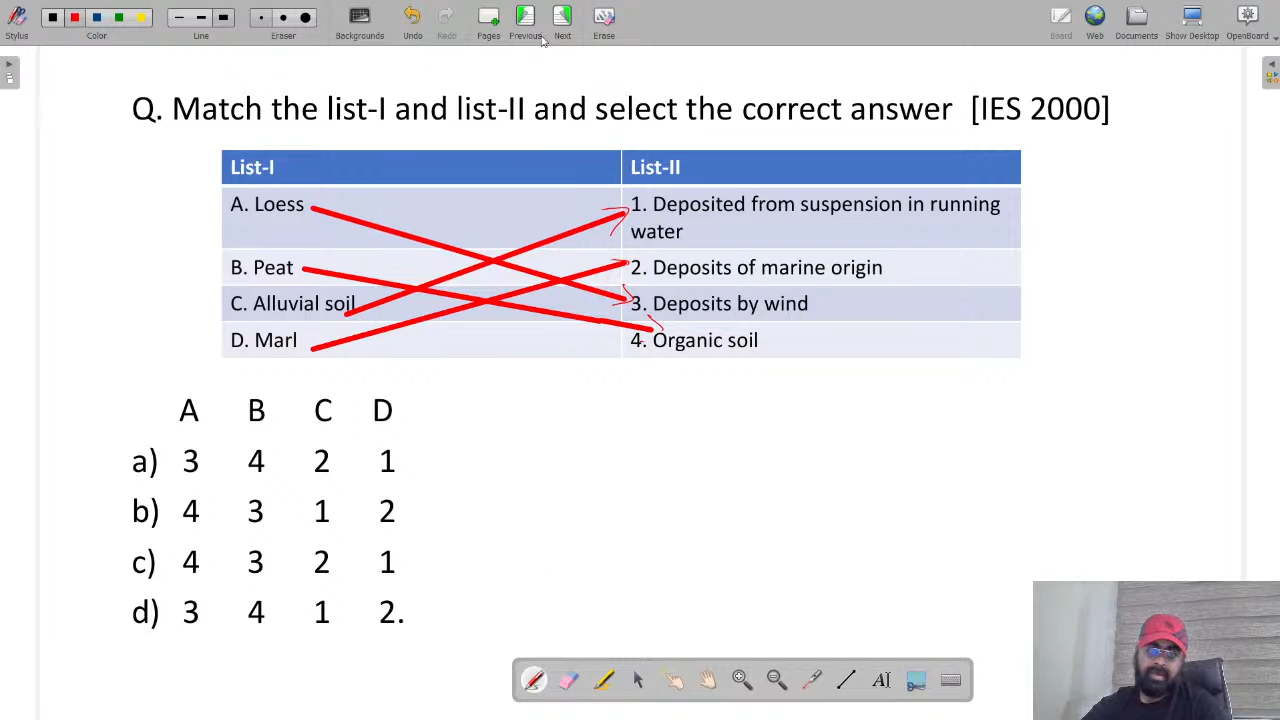 Stylus Color Line Eraser Backgrounds Undo Redo Pages Previous Next Erase Board Web Documents Show Desktop OpenBoard
Q. Match the list-I and list-II and select the correct answer [IES 2000]
List-I List-II
A. Loess 1. Deposited from suspension in running
water
B. Peat 2. Deposits of marine origin
C. Alluvial soil 3. Deposits by wind
D. Marl 4. Organic soil
A B C D
a) 3 4 2 1
b) 4 3 1 2
c) 4 3 2 1
d) 3 4 1 2.